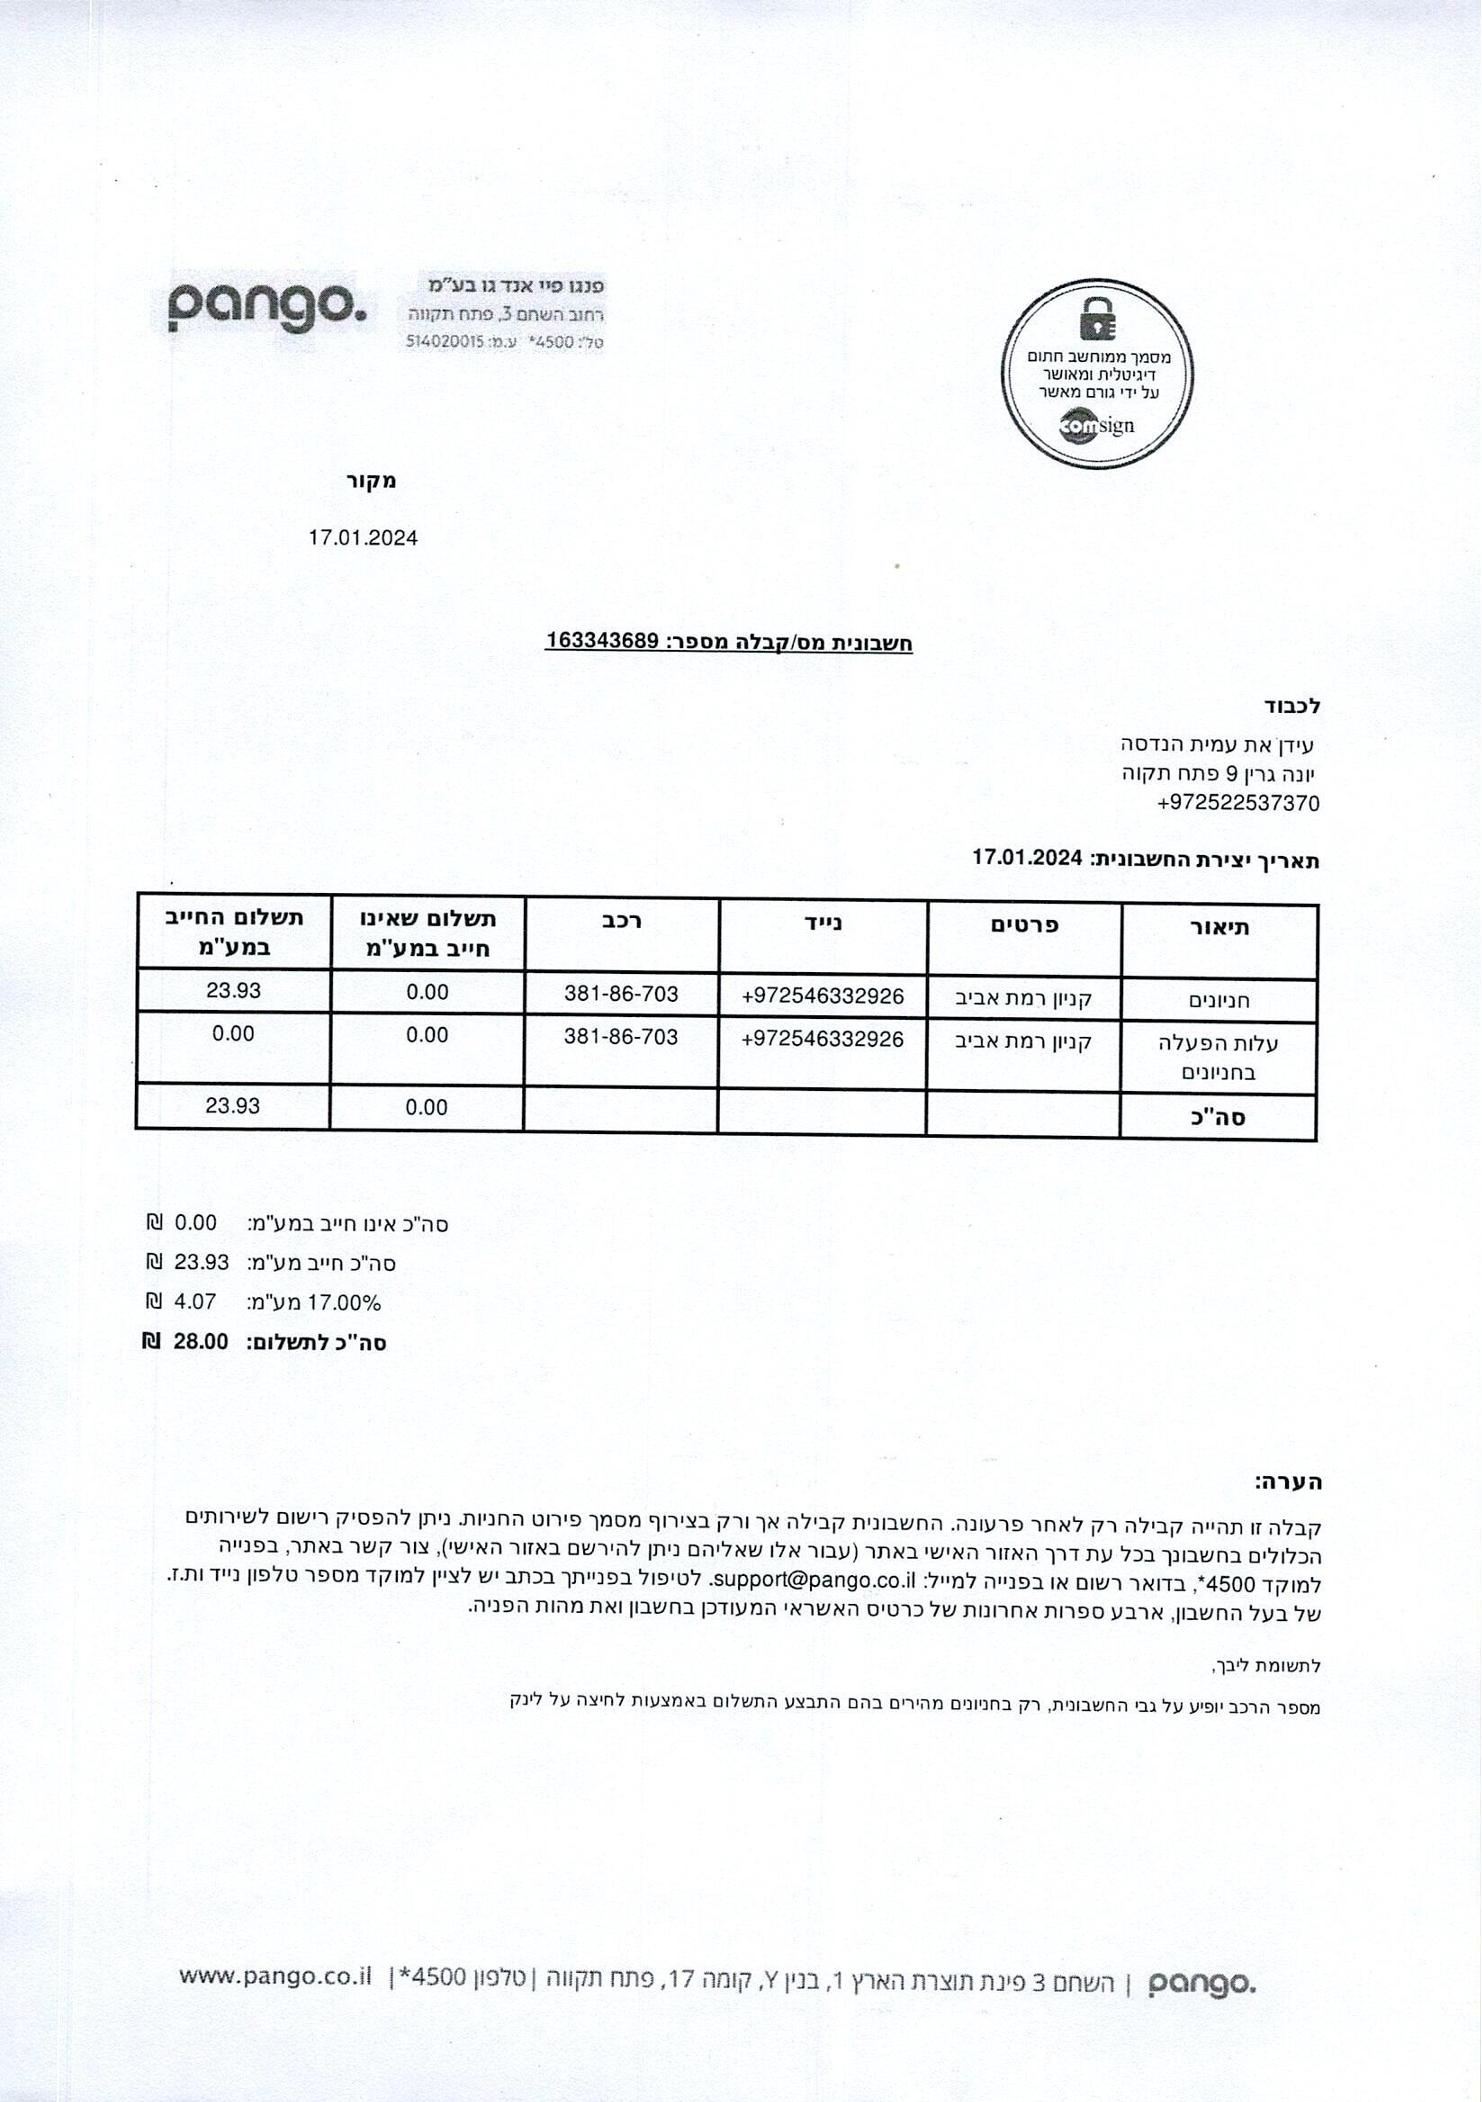 pango.
פנגו פיי אנד גו בע"מ
רחוב השחם 3, פתח תקווה
טל': 4500* ע.מ: 514020015
מסמך ממוחשב חתום
דיגיטלית ומאושר
על ידי גורם מאשר
comsign
מקור
17.01.2024
חשבונית מס/קבלה מספר: 163343689
לכבוד
עידן את עמית הנדסה
יונה גרין 9 פתח תקוה
+972522537370
תאריך יצירת החשבונית: 17.01.2024
תיאור פרטים נייד רכב תשלום שאינו חייב במע"מ תשלום החייב במע"מ
חניונים קניון רמת אביב +972546332926 381-86-703 0.00 23.93
עלות הפעלה בחניונים קניון רמת אביב +972546332926 381-86-703 0.00 0.00
סה"כ 0.00 23.93
סה"כ אינו חייב במע"מ: 0.00 ₪
סה"כ חייב מע"מ: 23.93 ₪
17.00% מע"מ: 4.07 ₪
סה"כ לתשלום: 28.00 ₪
הערה:
קבלה זו תהייה קבילה רק לאחר פרעונה. החשבונית קבילה אך ורק בצירוף מסמך פירוט החניות. ניתן להפסיק רישום לשירותים
הכלולים בחשבונך בכל עת דרך האזור האישי באתר (עבור אלו שאליהם ניתן להירשם באזור האישי), צור קשר באתר, בפנייה
למוקד 4500*, בדואר רשום או בפנייה למייל: support@pango.co.il. לטיפול בפנייתך בכתב יש לציין למוקד מספר טלפון נייד ות.ז.
של בעל החשבון, ארבע ספרות אחרונות של כרטיס האשראי המעודכן בחשבון ואת מהות הפניה.
לתשומת ליבך,
מספר הרכב יופיע על גבי החשבונית, רק בחניונים מהירים בהם התבצע התשלום באמצעות לחיצה על לינק
pango. | השחם 3 פינת תוצרת הארץ 1, בנין Y, קומה 17, פתח תקווה | טלפון 4500* | www.pango.co.il